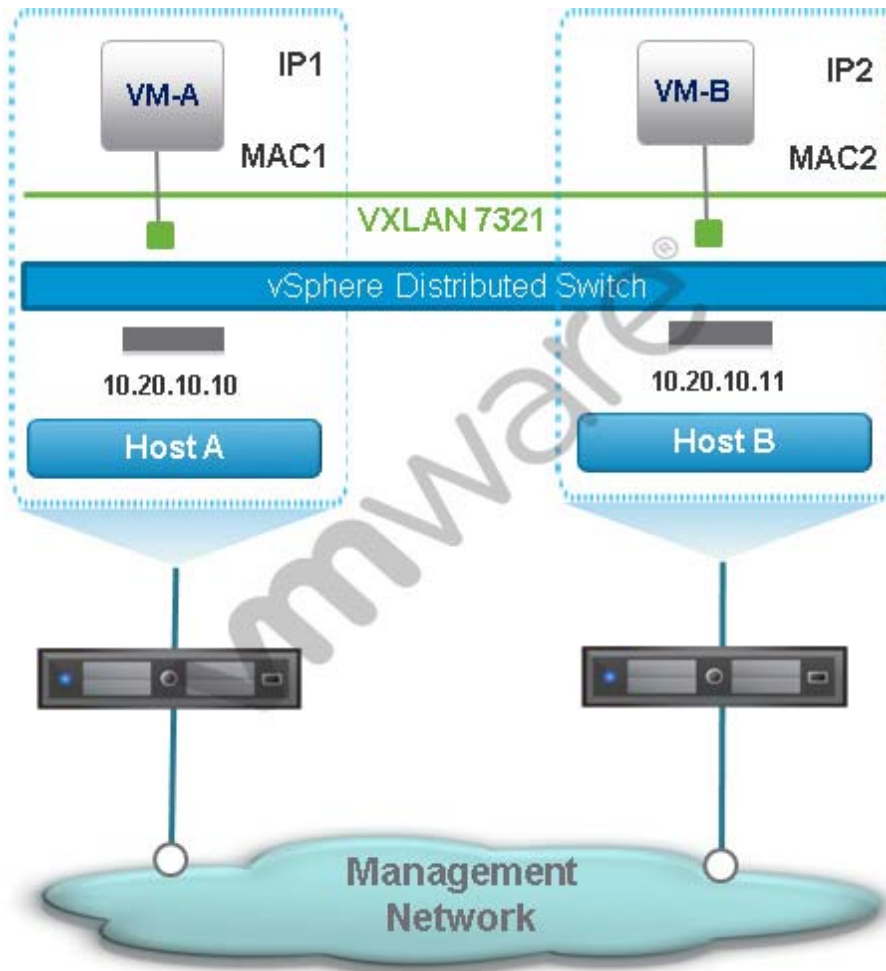 VM-A
IP1
MAC1
VM-B
IP2
MAC2
VXLAN 7321
vSphere Distributed Switch
10.20.10.10
10.20.10.11
Host A
Host B
vmware®
Management
Network